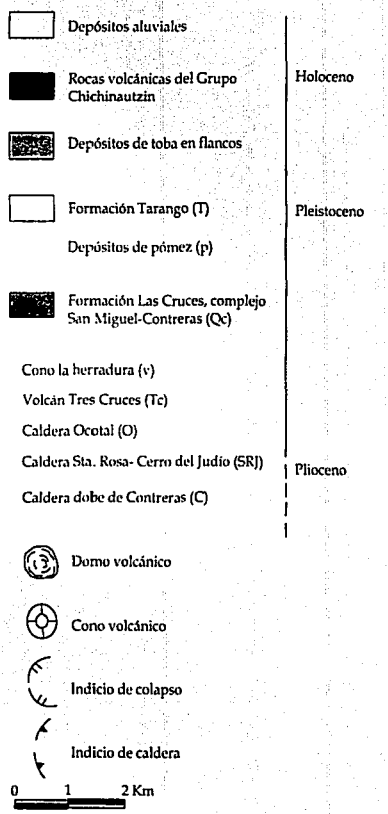 Depósitos aluviales
Rocas volcánicas del Grupo
Chichinautzin
Holoceno
Depósitos de toba en flancos
Formación Tarango (T)
Pleistoceno
Depósitos de pómez (p)
Formación Las Cruces, complejo
San Miguel-Contreras (Qc)
Cono la herradura (v)
Volcán Tres Cruces (Tc)
Caldera Ocotal (O)
Caldera Sta. Rosa- Cerro del Judío (SRJ)
Plioceno
Caldera dobe de Contreras (C)
Domo volcánico
Cono volcánico
Indicio de colapso
Indicio de caldera
0 1 2 Km